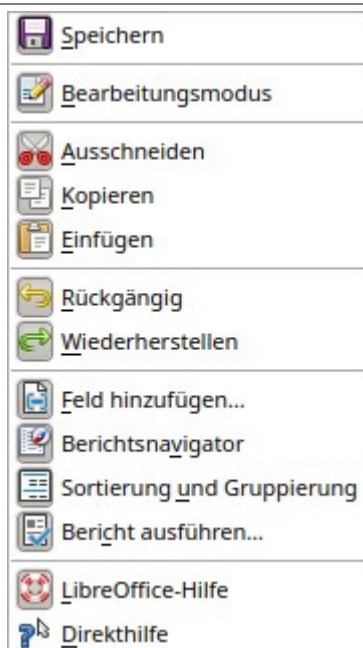 Speichern
Bearbeitungsmodus
Ausschneiden
Kopieren
Einfügen
Rückgängig
Wiederherstellen
Feld hinzufügen...
Berichtsnavigator
Sortierung und Gruppierung
Bericht ausführen...
LibreOffice-Hilfe
Direkthilfe